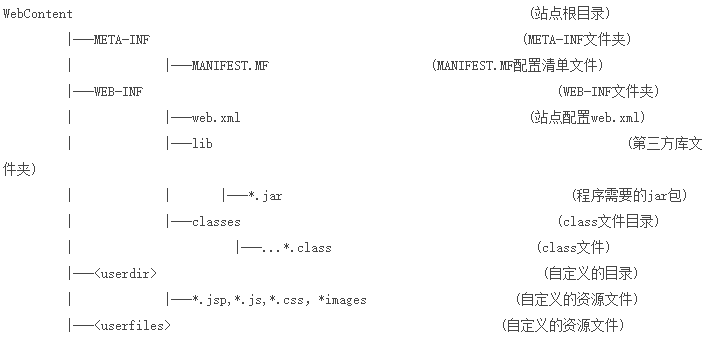 WebContent (站点根目录)
|——META-INF (META-INF文件夹)
| |——MANIFEST.MF (MANIFEST.MF配置清单文件)
|——WEB-INF (WEB-INF文件夹)
| |——web.xml (站点配置web.xml)
| |——lib (第三方库文
件夹)
| | |——*.jar (程序需要的jar包)
| |——classes (class文件目录)
| |——...*.class (class文件)
|——<userdir> (自定义的目录)
| |——*.jsp,*.js,*.css, *images (自定义的资源文件)
|——<userfiles> (自定义的资源文件)